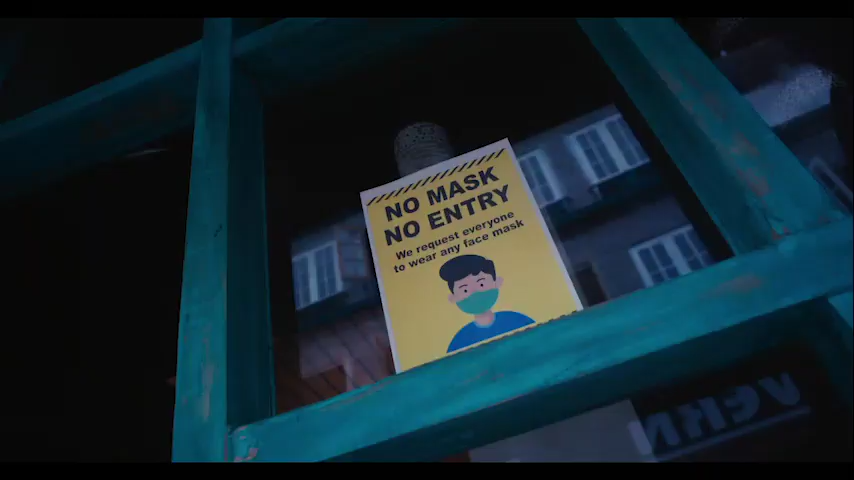 NO MASK
NO ENTRY
We request everyone
to wear any face mask